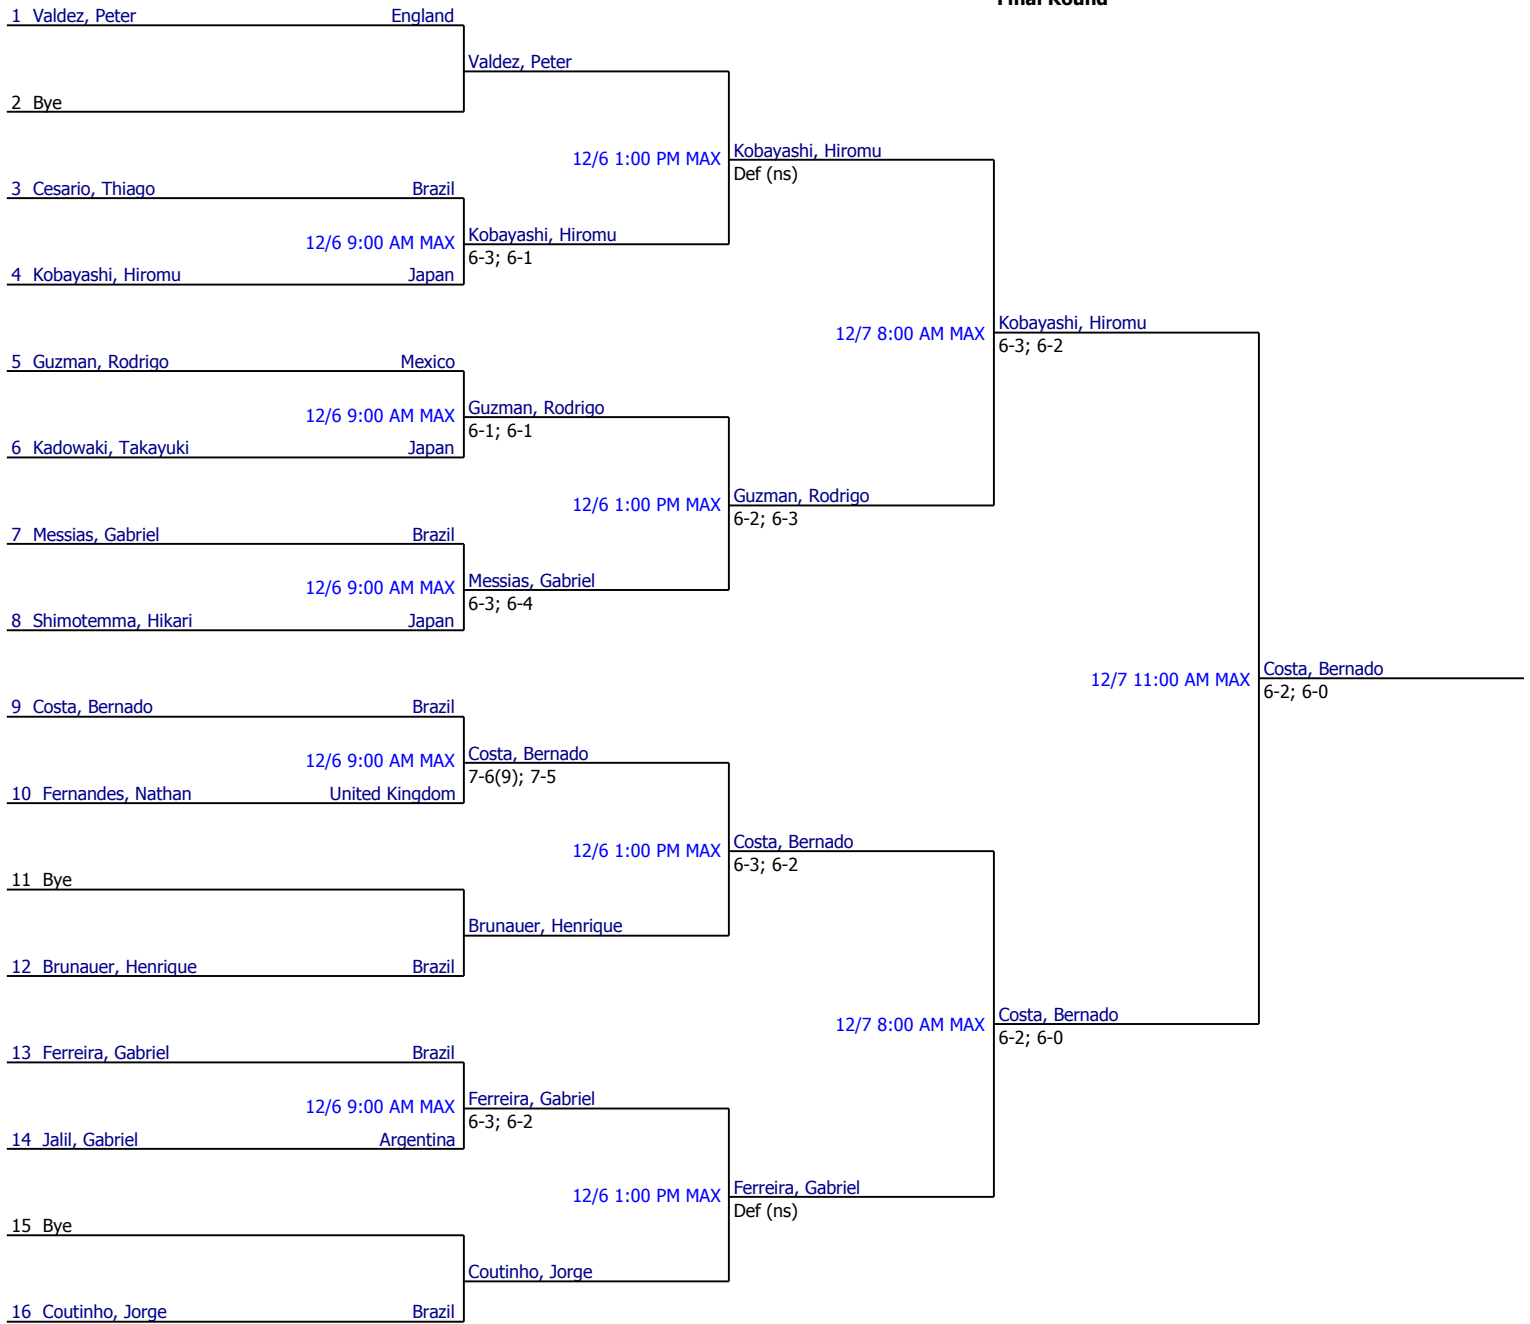 Final Round
1 Valdez, Peter England
Valdez, Peter
2 Bye
12/6 1:00 PM MAX Kobayashi, Hiromu
Def (ns)
3 Cesario, Thiago Brazil
12/6 9:00 AM MAX Kobayashi, Hiromu
6-3; 6-1
4 Kobayashi, Hiromu Japan
12/7 8:00 AM MAX Kobayashi, Hiromu
6-3; 6-2
5 Guzman, Rodrigo Mexico
12/6 9:00 AM MAX Guzman, Rodrigo
6-1; 6-1
6 Kadowaki, Takayuki Japan
12/6 1:00 PM MAX Guzman, Rodrigo
6-2; 6-3
7 Messias, Gabriel Brazil
12/6 9:00 AM MAX Messias, Gabriel
6-3; 6-4
8 Shimotemma, Hikari Japan
12/7 11:00 AM MAX Costa, Bernado
6-2; 6-0
9 Costa, Bernado Brazil
12/6 9:00 AM MAX Costa, Bernado
7-6(9); 7-5
10 Fernandes, Nathan United Kingdom
12/6 1:00 PM MAX Costa, Bernado
6-3; 6-2
11 Bye
Brunauer, Henrique
12 Brunauer, Henrique Brazil
12/7 8:00 AM MAX Costa, Bernado
6-2; 6-0
13 Ferreira, Gabriel Brazil
12/6 9:00 AM MAX Ferreira, Gabriel
6-3; 6-2
14 Jalil, Gabriel Argentina
12/6 1:00 PM MAX Ferreira, Gabriel
Def (ns)
15 Bye
Coutinho, Jorge
16 Coutinho, Jorge Brazil